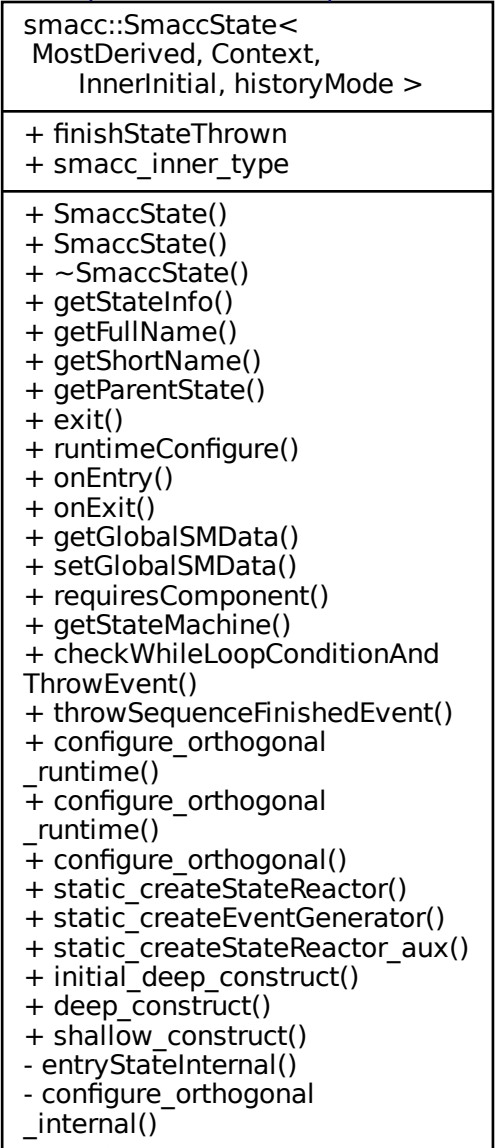 smacc::SmaccState<
MostDerived, Context,
InnerInitial, historyMode >
+ finishStateThrown
+ smacc_inner_type
+ SmaccState()
+ SmaccState()
+ ~SmaccState()
+ getStateInfo()
+ getFullName()
+ getShortName()
+ getParentState()
+ exit()
+ runtimeConfigure()
+ onEntry()
+ onExit()
+ getGlobalSMData()
+ setGlobalSMData()
+ requiresComponent()
+ getStateMachine()
+ checkWhileLoopConditionAnd
ThrowEvent()
+ throwSequenceFinishedEvent()
+ configure_orthogonal
_runtime()
+ configure_orthogonal
_runtime()
+ configure_orthogonal()
+ static_createStateReactor()
+ static_createEventGenerator()
+ static_createStateReactor_aux()
+ initial_deep_construct()
+ deep_construct()
+ shallow_construct()
- entryStateInternal()
- configure_orthogonal
_internal()